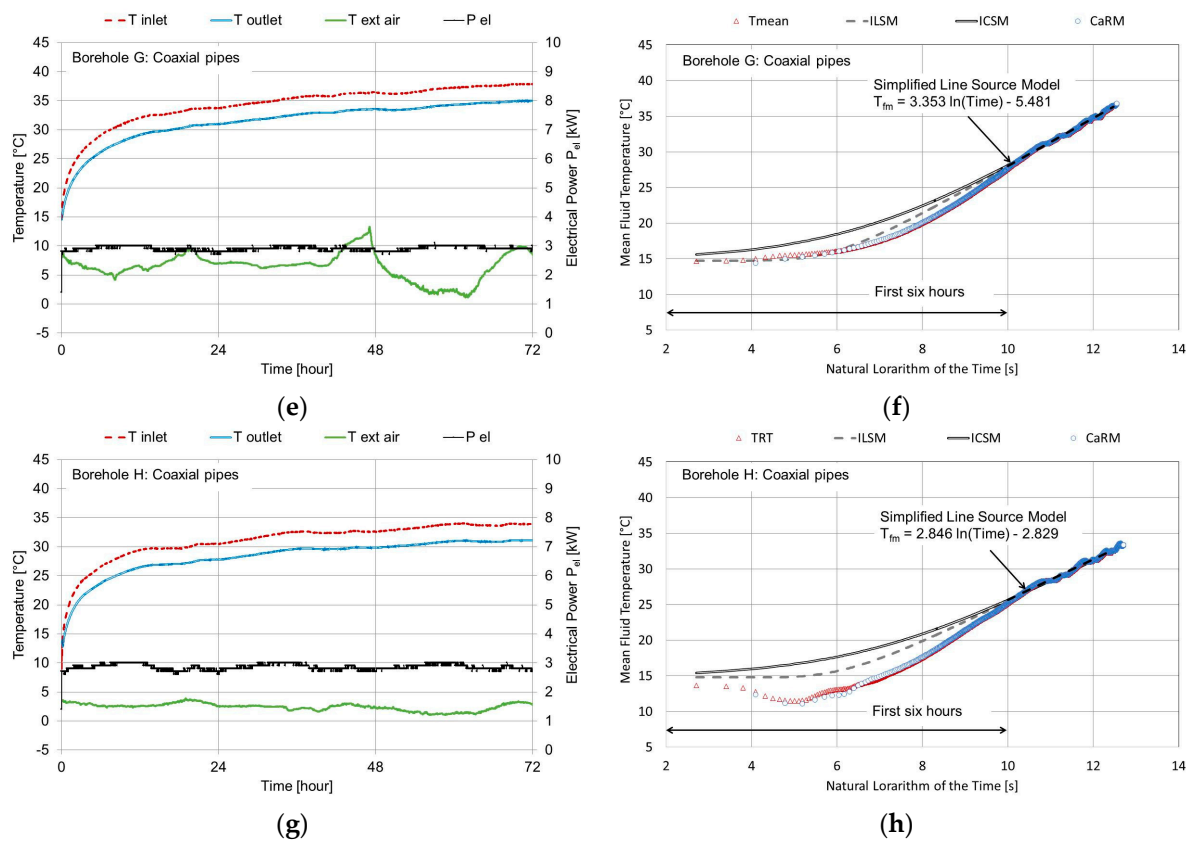 T inlet T outlet T ext air P el
Borehole G: Coaxial pipes
Temperature [°C]
45
40
35
30
25
20
15
10
5
0
-5
Electrical Power P el [kW]
10
9
8
7
6
5
4
3
2
1
0
0 24 48 72
Time [hour]
(e)
Tmean ILSM ICSM CaRM
Borehole G: Coaxial pipes
Simplified Line Source Model
Tfm = 3.353 ln(Time) - 5.481
Mean Fluid Temperature [°C]
45
40
35
30
25
20
15
10
5
First six hours
2 4 6 8 10 12 14
Natural Lorarithm of the Time [s]
(f)
T inlet T outlet T ext air P el
Borehole H: Coaxial pipes
Temperature [°C]
45
40
35
30
25
20
15
10
5
0
-5
Electrical Power P el [kW]
10
9
8
7
6
5
4
3
2
1
0
0 24 48 72
Time [hour]
(g)
TRT ILSM ICSM CaRM
Borehole H: Coaxial pipes
Simplified Line Source Model
Tfm = 2.846 ln(Time) - 2.829
Mean Fluid Temperature [°C]
45
40
35
30
25
20
15
10
5
First six hours
2 4 6 8 10 12 14
Natural Lorarithm of the Time [s]
(h)